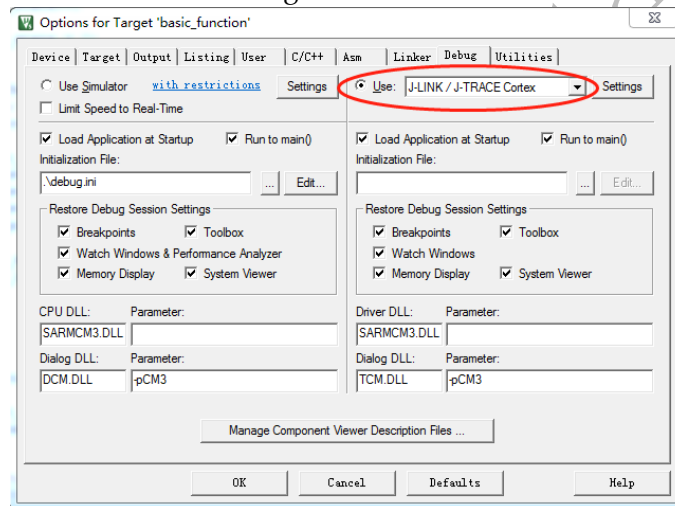 Options for Target 'basic_function'
Device Target Output Listing User C/C++ Asm Linker Debug Utilities
Use Simulator with restrictions Settings Use: J-LINK / J-TRACE Cortex Settings
Limit Speed to Real-Time
Load Application at Startup Run to main() Load Application at Startup Run to main()
Initialization File: Initialization File:
.\debug.ini ... Edit... ... Edit...
Restore Debug Session Settings Restore Debug Session Settings
Breakpoints Toolbox Breakpoints Toolbox
Watch Windows & Performance Analyzer Watch Windows
Memory Display System Viewer Memory Display System Viewer
CPU DLL: Parameter: Driver DLL: Parameter:
SARMCM3.DLL SARMCM3.DLL
Dialog DLL: Parameter: Dialog DLL: Parameter:
DCM.DLL -pCM3 TCM.DLL -pCM3
Manage Component Viewer Description Files ...
OK Cancel Defaults Help